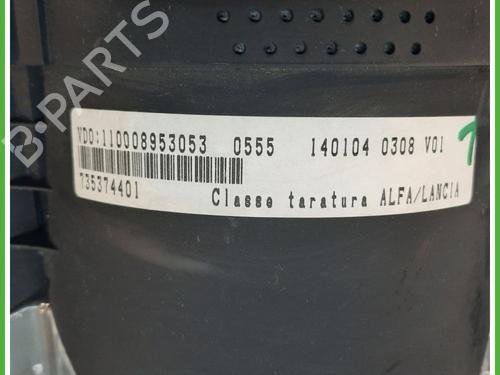 B-PARTS
VDO:110008953053 0555 140104 0308 V01
735374401 Classe taratura ALFA/LANCIA